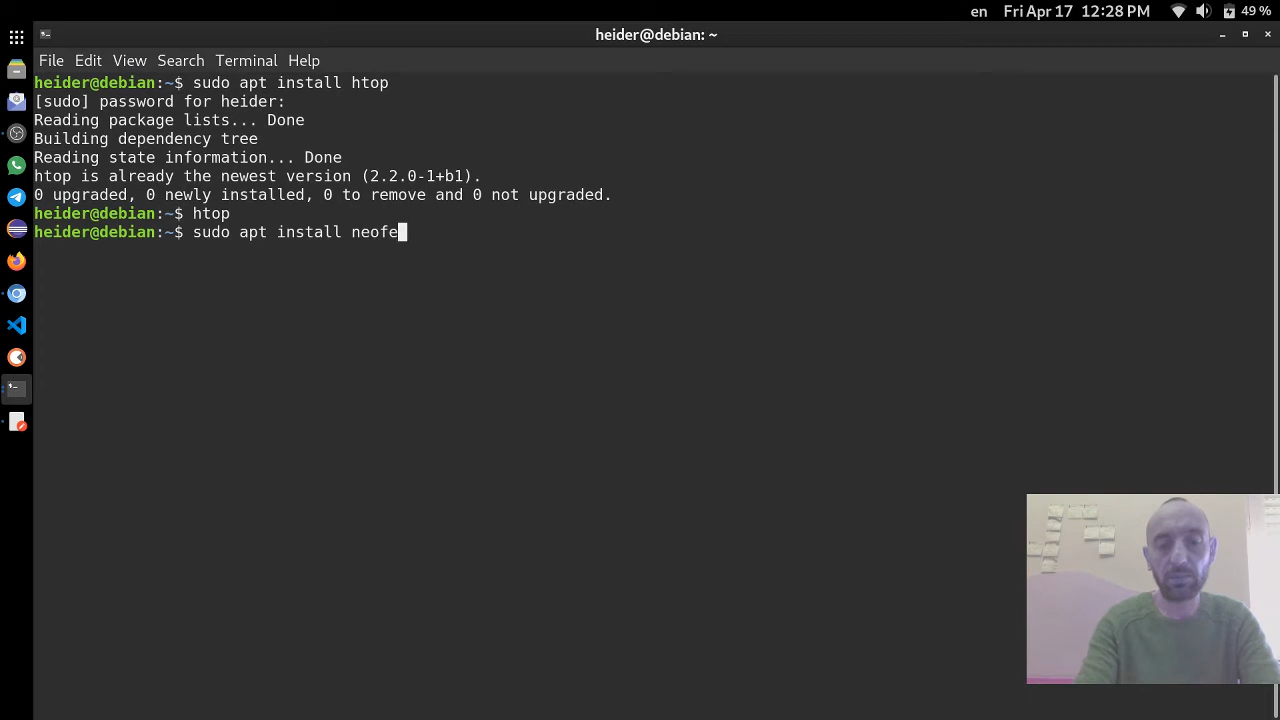 en Fri Apr 17 12:28 PM 49 %
heider@debian: ~
File Edit View Search Terminal Help
heider@debian:~$ sudo apt install htop
[sudo] password for heider:
Reading package lists... Done
Building dependency tree
Reading state information... Done
htop is already the newest version (2.2.0-1+b1).
0 upgraded, 0 newly installed, 0 to remove and 0 not upgraded.
heider@debian:~$ htop
heider@debian:~$ sudo apt install neofe